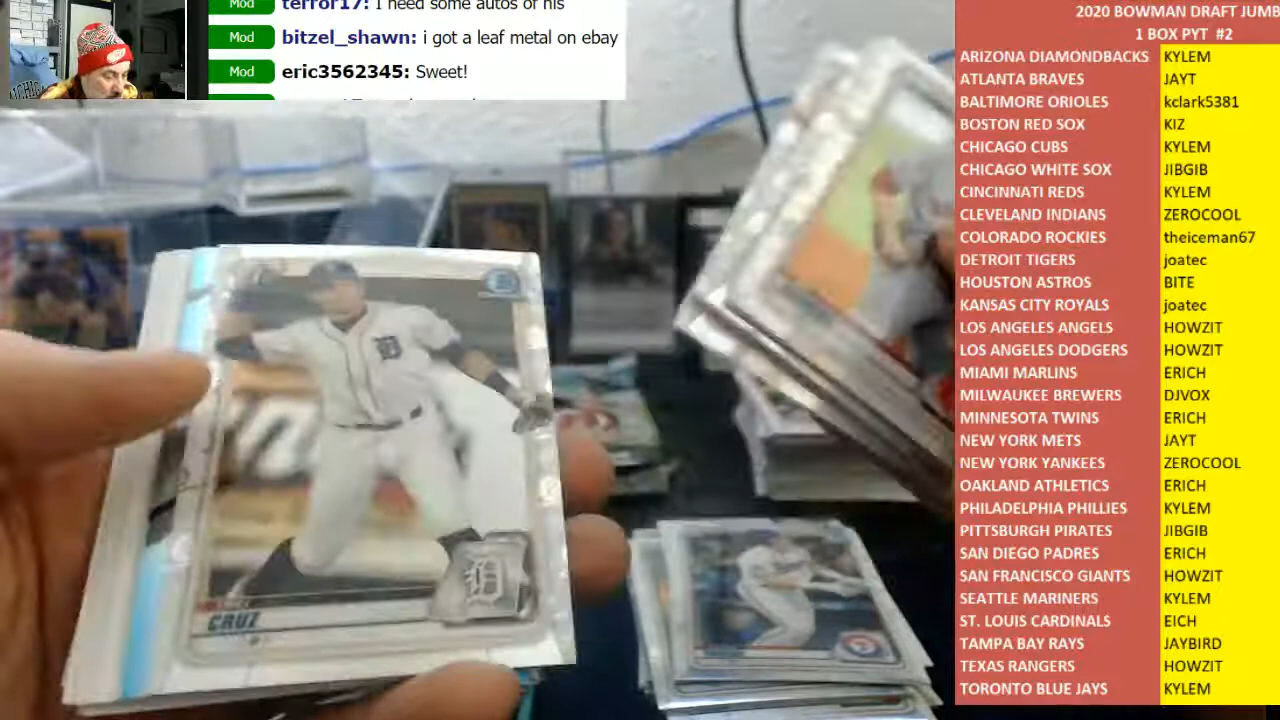 Mod terror17: I need some autos of his
Mod bitzel_shawn: i got a leaf metal on ebay
Mod eric3562345: Sweet!
2020 BOWMAN DRAFT JUMB
1 BOX PYT #2
ARIZONA DIAMONDBACKS KYLEM
ATLANTA BRAVES JAYT
BALTIMORE ORIOLES kclark5381
BOSTON RED SOX KIZ
CHICAGO CUBS KYLEM
CHICAGO WHITE SOX JIBGIB
CINCINNATI REDS KYLEM
CLEVELAND INDIANS ZEROCOOL
COLORADO ROCKIES theiceman67
DETROIT TIGERS joatec
HOUSTON ASTROS BITE
KANSAS CITY ROYALS joatec
LOS ANGELES ANGELS HOWZIT
LOS ANGELES DODGERS HOWZIT
MIAMI MARLINS ERICH
MILWAUKEE BREWERS DJVOX
MINNESOTA TWINS ERICH
NEW YORK METS JAYT
NEW YORK YANKEES ZEROCOOL
OAKLAND ATHLETICS ERICH
PHILADELPHIA PHILLIES KYLEM
PITTSBURGH PIRATES JIBGIB
SAN DIEGO PADRES ERICH
SAN FRANCISCO GIANTS HOWZIT
SEATTLE MARINERS KYLEM
ST. LOUIS CARDINALS EICH
TAMPA BAY RAYS JAYBIRD
TEXAS RANGERS HOWZIT
TORONTO BLUE JAYS KYLEM
D
CRUZ
D